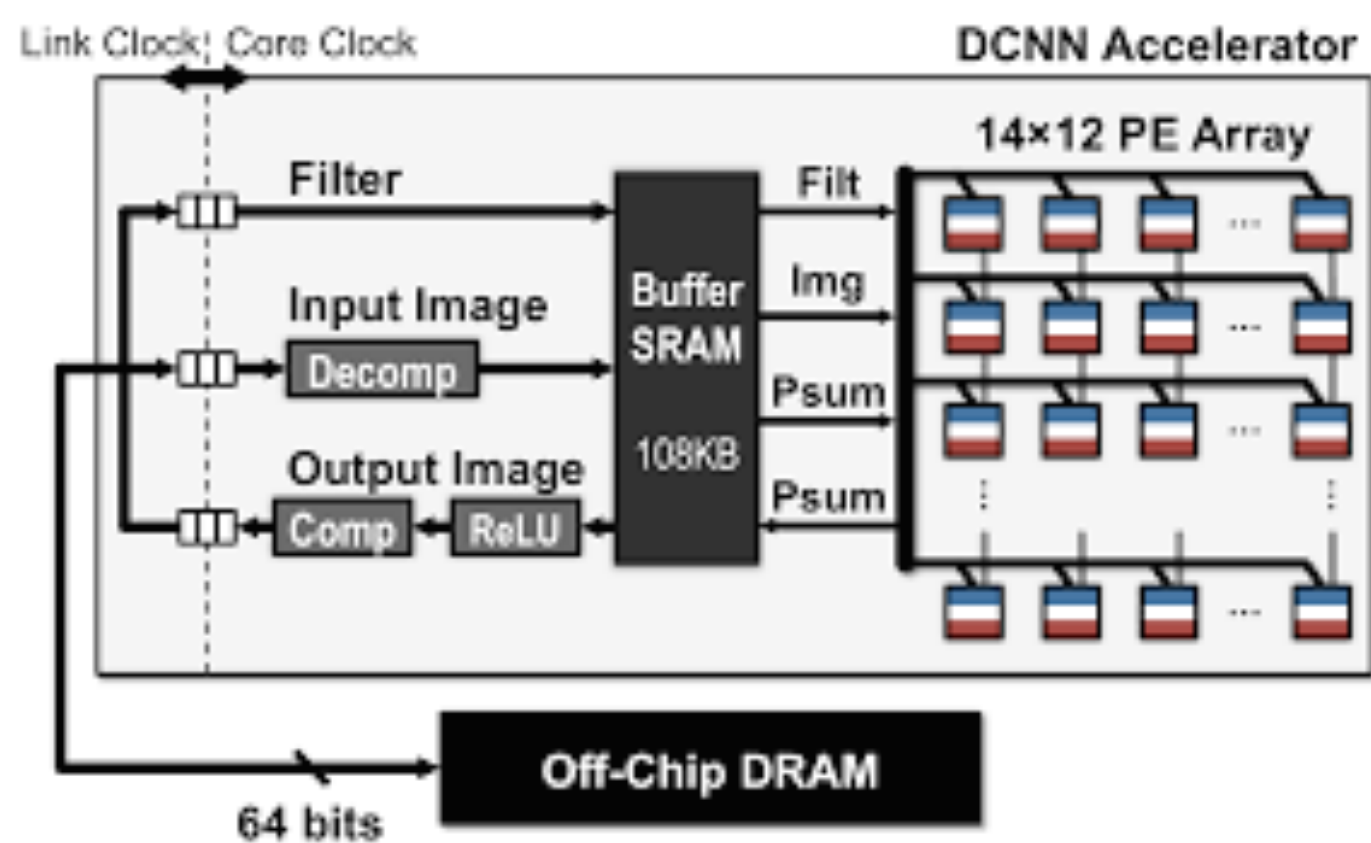 Link Clock
Core Clock
DCNN Accelerator
14×12 PE Array
Filter
Filt
Input Image
Img
Buffer
SRAM
Decomp
Psum
108KB
Output Image
Psum
Comp
ReLU
Off-Chip DRAM
64 bits